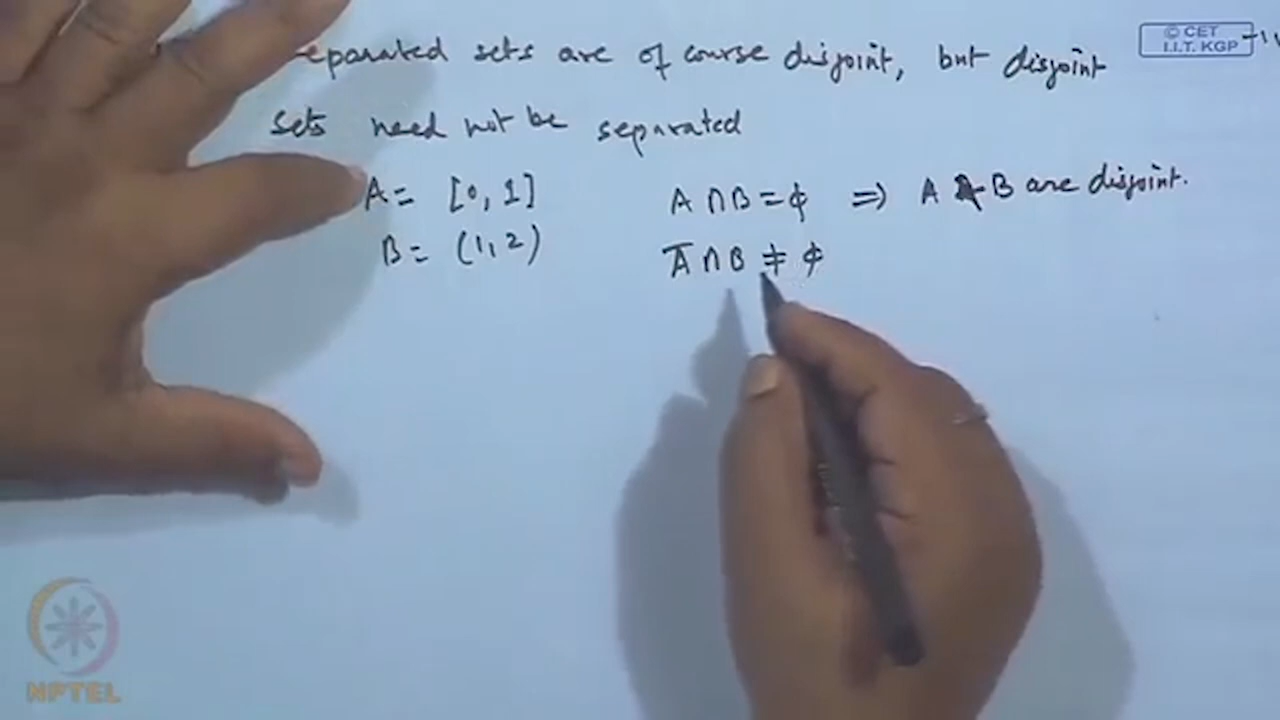 © CET
I.I.T. KGP
eparated sets are of course disjoint, but disjoint
sets need not be separated
A = [0, 1] A ∩ B = ϕ ⇒ A & B are disjoint.
B = (1, 2) A̅ ∩ B ≠ ϕ
NPTEL